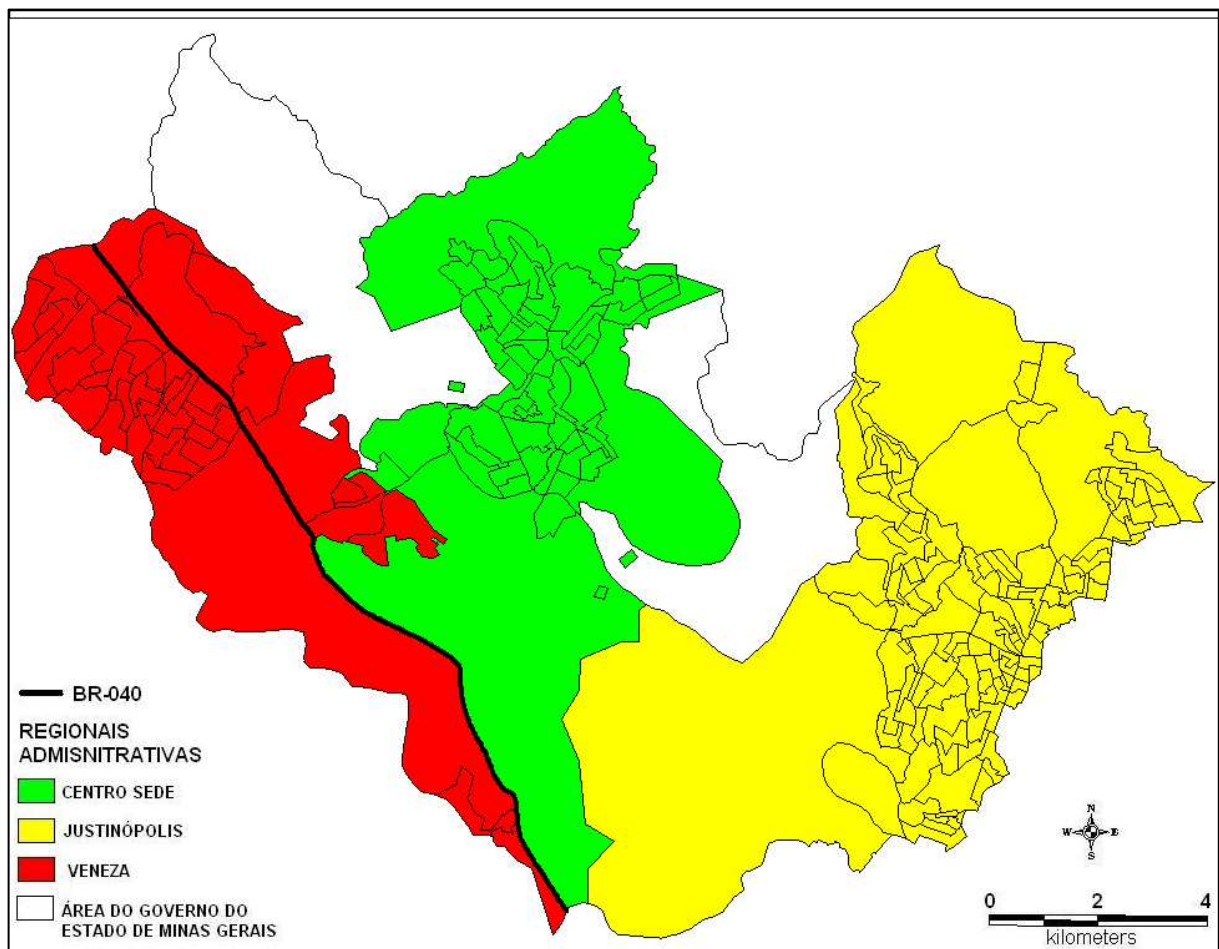 BR-040
REGIONAIS
ADMISNITRATIVAS
CENTRO SEDE
JUSTINÓPOLIS
VENEZA
ÁREA DO GOVERNO DO
ESTADO DE MINAS GERAIS
N
W E
S
0 2 4
kilometers